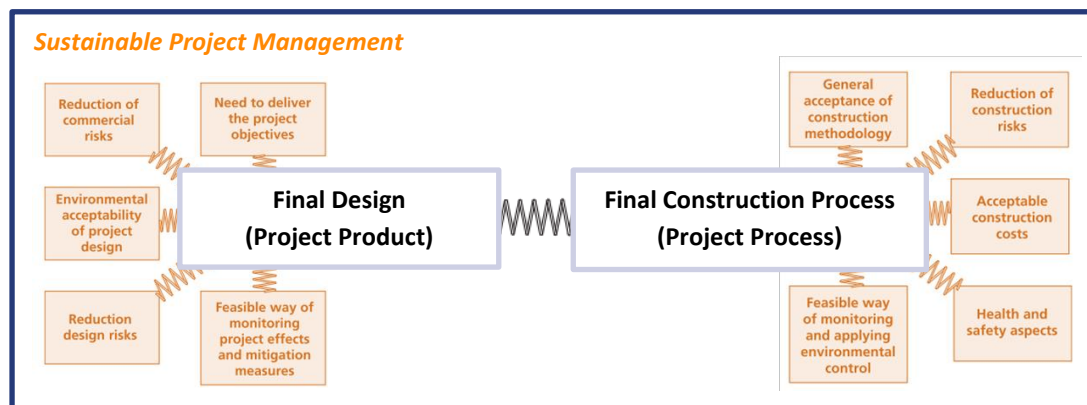 Sustainable Project Management
Reduction of
commercial risks
Need to deliver
the project
objectives
Environmental
acceptability
of project
design
Final Design
(Project Product)
Reduction
design risks
Feasible way of
monitoring
project effects
and mitigation
measures
General
acceptance of
construction
methodology
Reduction of
construction
risks
Final Construction Process
(Project Process)
Acceptable
construction
costs
Feasible way
of monitoring
and applying
environmental
control
Health and
safety aspects